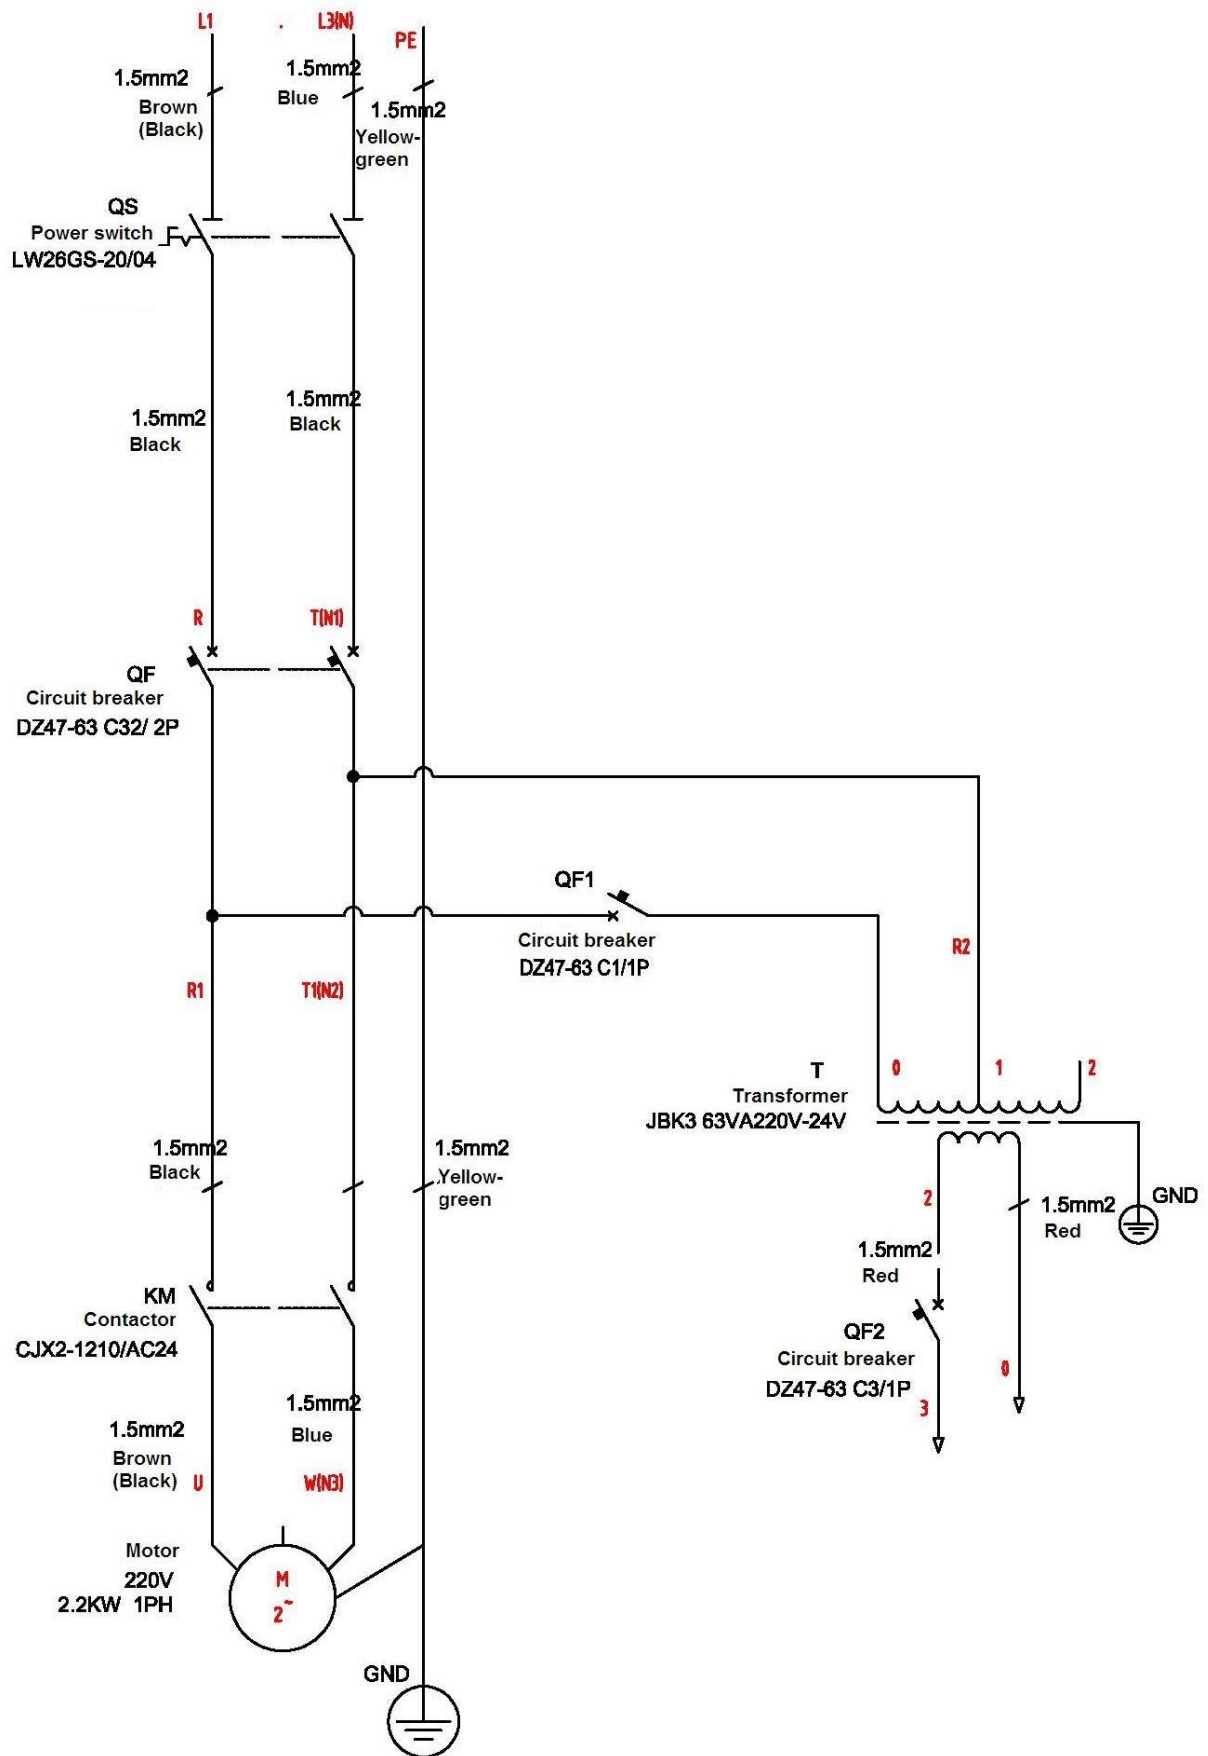 L1 . L3(N) PE
1.5mm2
Brown
(Black)
1.5mm2
Blue
1.5mm2
Yellow-
green
QS
Power switch
LW26GS-20/04
1.5mm2
Black
1.5mm2
Black
R T(N1)
QF
Circuit breaker
DZ47-63 C32/ 2P
QF1
Circuit breaker
DZ47-63 C1/1P
R2
R1 T1(N2)
T
Transformer
JBK3 63VA220V-24V
0 1 2
1.5mm2
Black
1.5mm2
Yellow-
green
2
1.5mm2
Red
GND
1.5mm2
Red
KM
Contactor
CJX2-1210/AC24
QF2
Circuit breaker
DZ47-63 C3/1P
0
3
1.5mm2
Brown
(Black)
1.5mm2
Blue
U W(N3)
Motor
220V
2.2KW 1PH
M
2~
GND